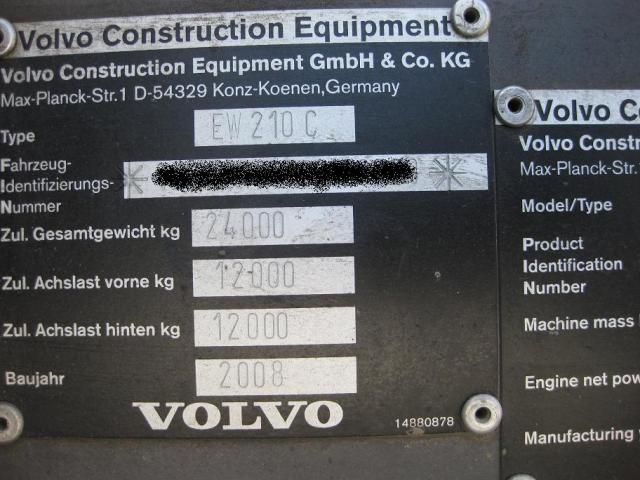 Volvo Construction Equipment
Volvo Construction Equipment GmbH & Co. KG
Max-Planck-Str.1 D-54329 Konz-Koenen,Germany
Type EW 210 C
Fahrzeug-
Identifizierungs-
Nummer
Zul. Gesamtgewicht kg 24000
Zul. Achslast vorne kg 12000
Zul. Achslast hinten kg 12000
Baujahr 2008
VOLVO 14880878
Volvo
Volvo Constr
Max-Planck-Str.
Model/Type
Product
Identification
Number
Machine mass
Engine net pow
Manufacturing